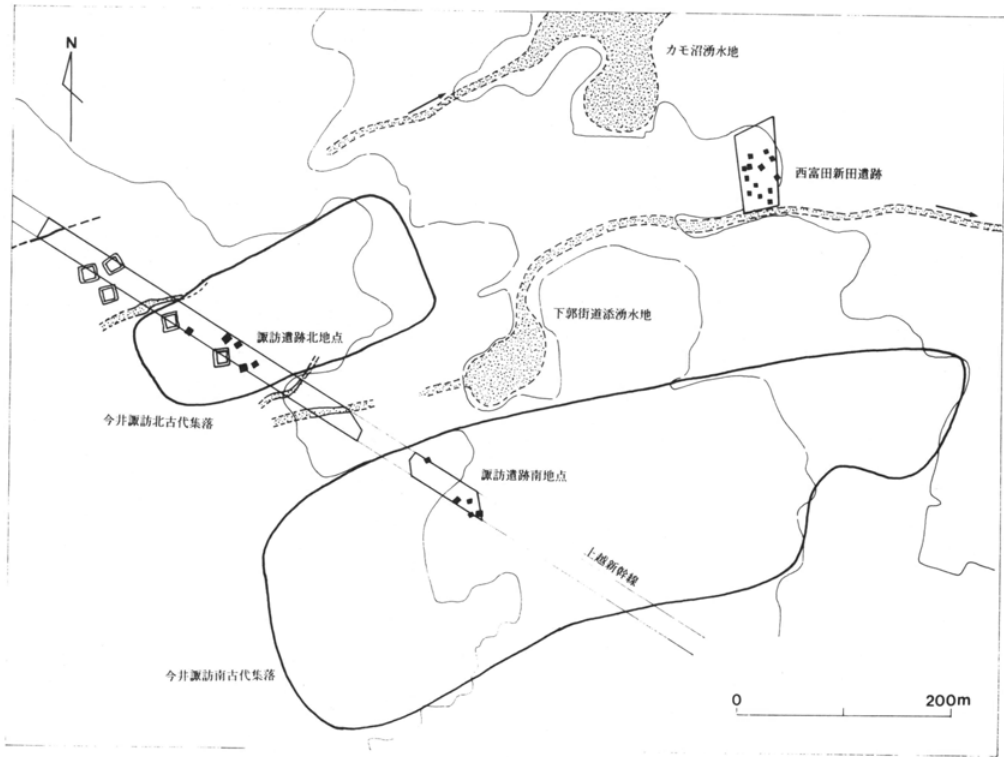 N
カモ沼湧水地
西富田新田遺跡
下郭街道添湧水地
諏訪遺跡北地点
今井諏訪北古代集落
諏訪遺跡南地点
上越新幹線
今井諏訪南古代集落
0 200m